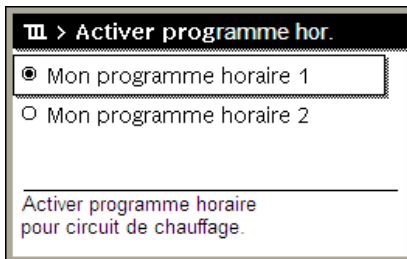 > Activer programme hor.
Mon programme horaire 1
Mon programme horaire 2
Activer programme horaire
pour circuit de chauffage.